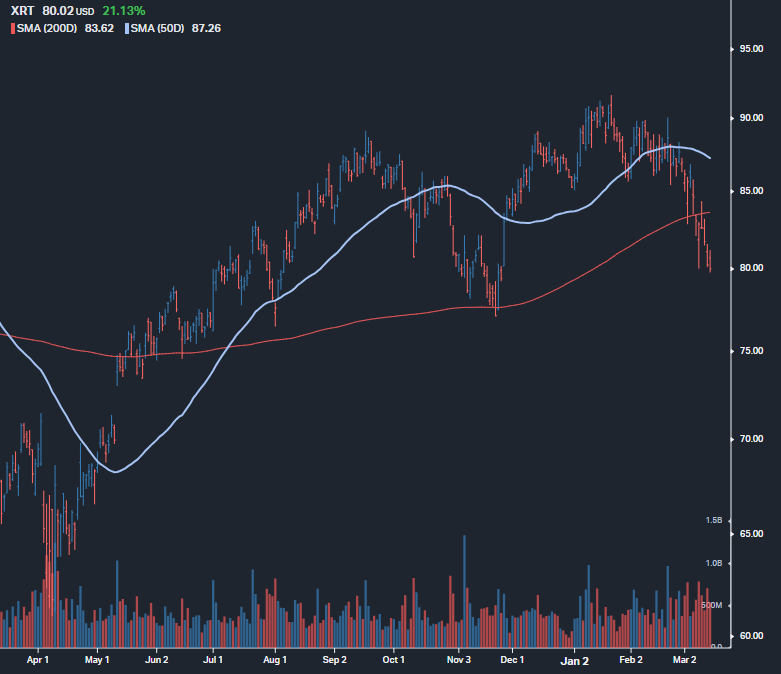 XRT 80.02 USD 21.13%
SMA (200D) 83.62 SMA (50D) 87.26
95.00
90.00
85.00
80.00
75.00
70.00
1.5B
65.00
1.0B
500M
60.00
0.0
Apr 1 May 1 Jun 2 Jul 1 Aug 1 Sep 2 Oct 1 Nov 3 Dec 1 Jan 2 Feb 2 Mar 2